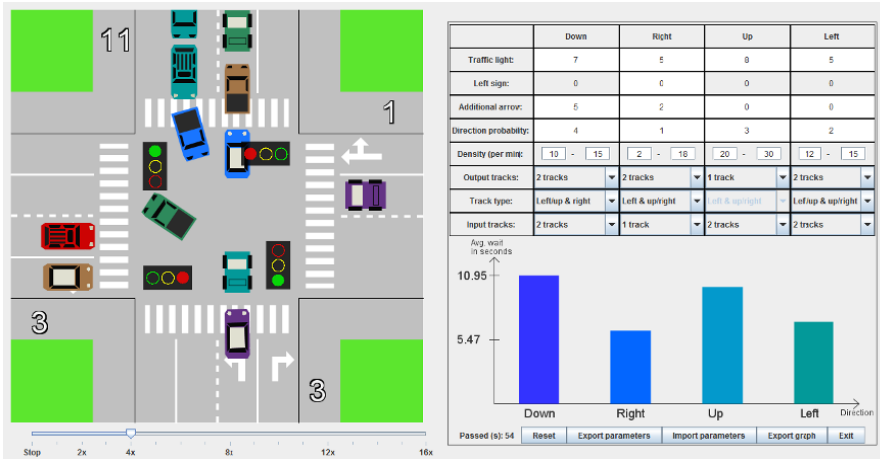 11
1
3
3
Stop 2x 4x 8x 12x 16x
Down Right Up Left
Traffic light: 7 5 8 5
Left sign: 0 0 0 0
Additional arrov: 5 2 0 0
Direction probability: 4 1 3 2
Density (per min): 10 - 15 2 - 18 20 - 30 12 - 15
Output tracks: 2 tracks 2 tracks 1 track 2 tracks
Track type: Left/up & right Left & up/right Left & up/right Lef/up & up/right
Input tracks: 2 tracks 1 track 2 tracks 2 tracks
Avg. wait
in seconds
10.95
5.47
Down Right Up Left Direction
Passed (s): 54 Reset Export parameters Import parameters Export graph Exit